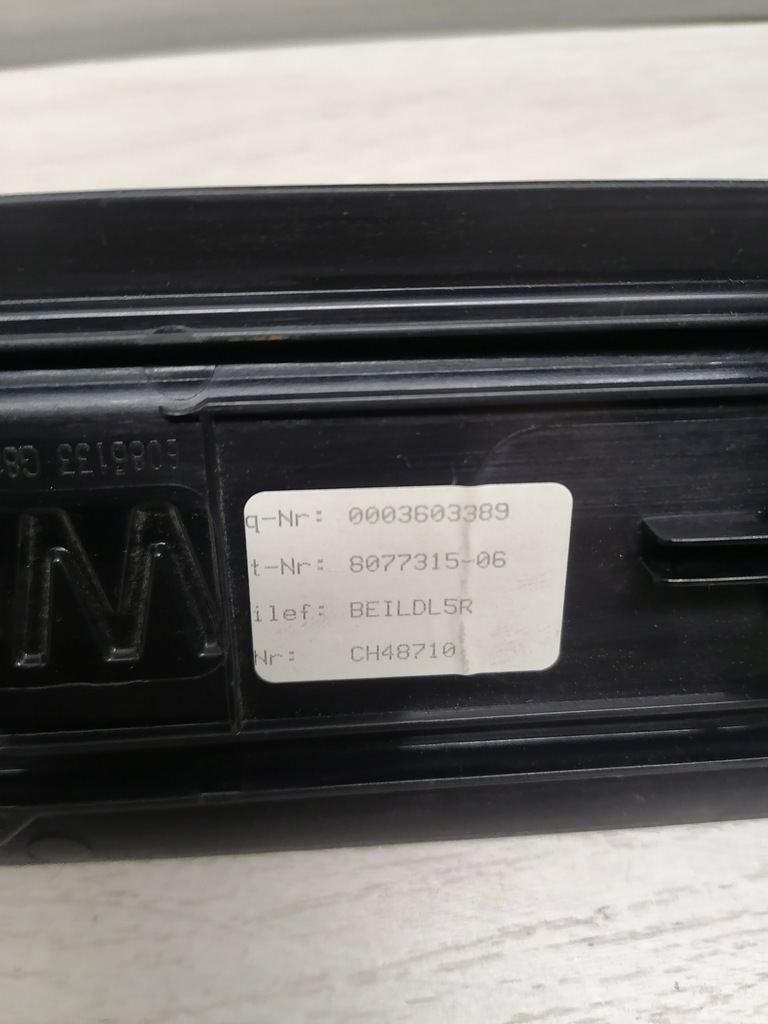 q-Nr: 0003603389
t-Nr: 8077315-06
ilef: BEILDL5R
Nr: CH48710